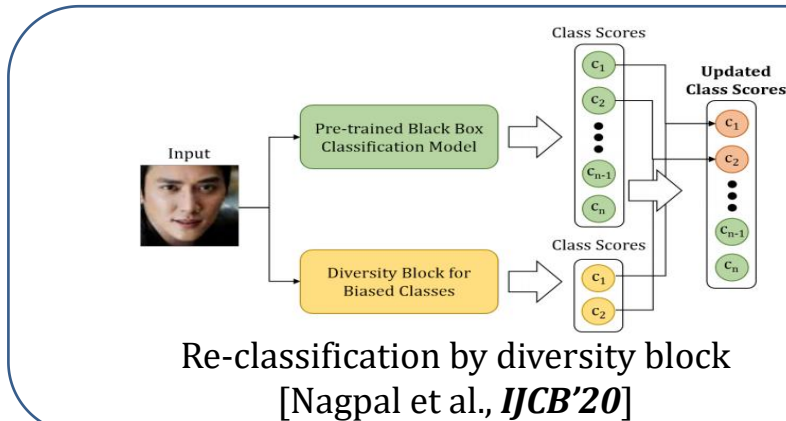 Class Scores
c1
c2
cn-1
cn
Updated
Class Scores
c1
c2
cn-1
cn
Pre-trained Black Box
Classification Model
Input
Diversity Block for
Biased Classes
Class Scores
c1
c2
Re-classification by diversity block
[Nagpal et al., IJCB’20]